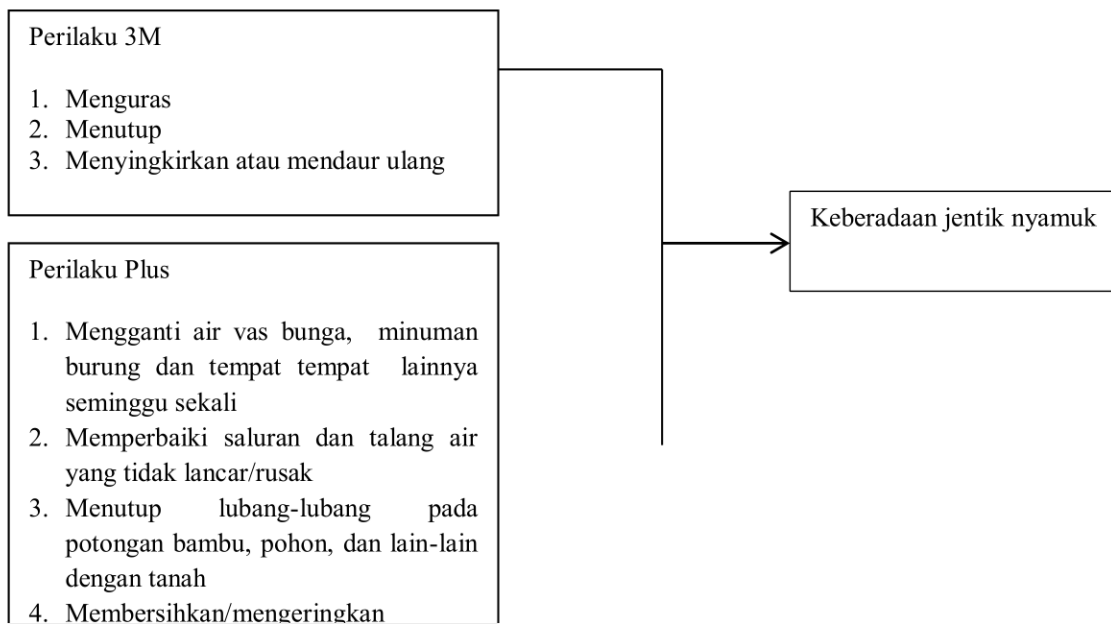 Perilaku 3M
1. Menguras
2. Menutup
3. Menyingkirkan atau mendaur ulang
Perilaku Plus
1. Mengganti air vas bunga, minuman
burung dan tempat tempat lainnya
seminggu sekali
2. Memperbaiki saluran dan talang air
yang tidak lancar/rusak
3. Menutup lubang-lubang pada
potongan bambu, pohon, dan lain-lain
dengan tanah
4. Membersihkan/mengeringkan
Keberadaan jentik nyamuk